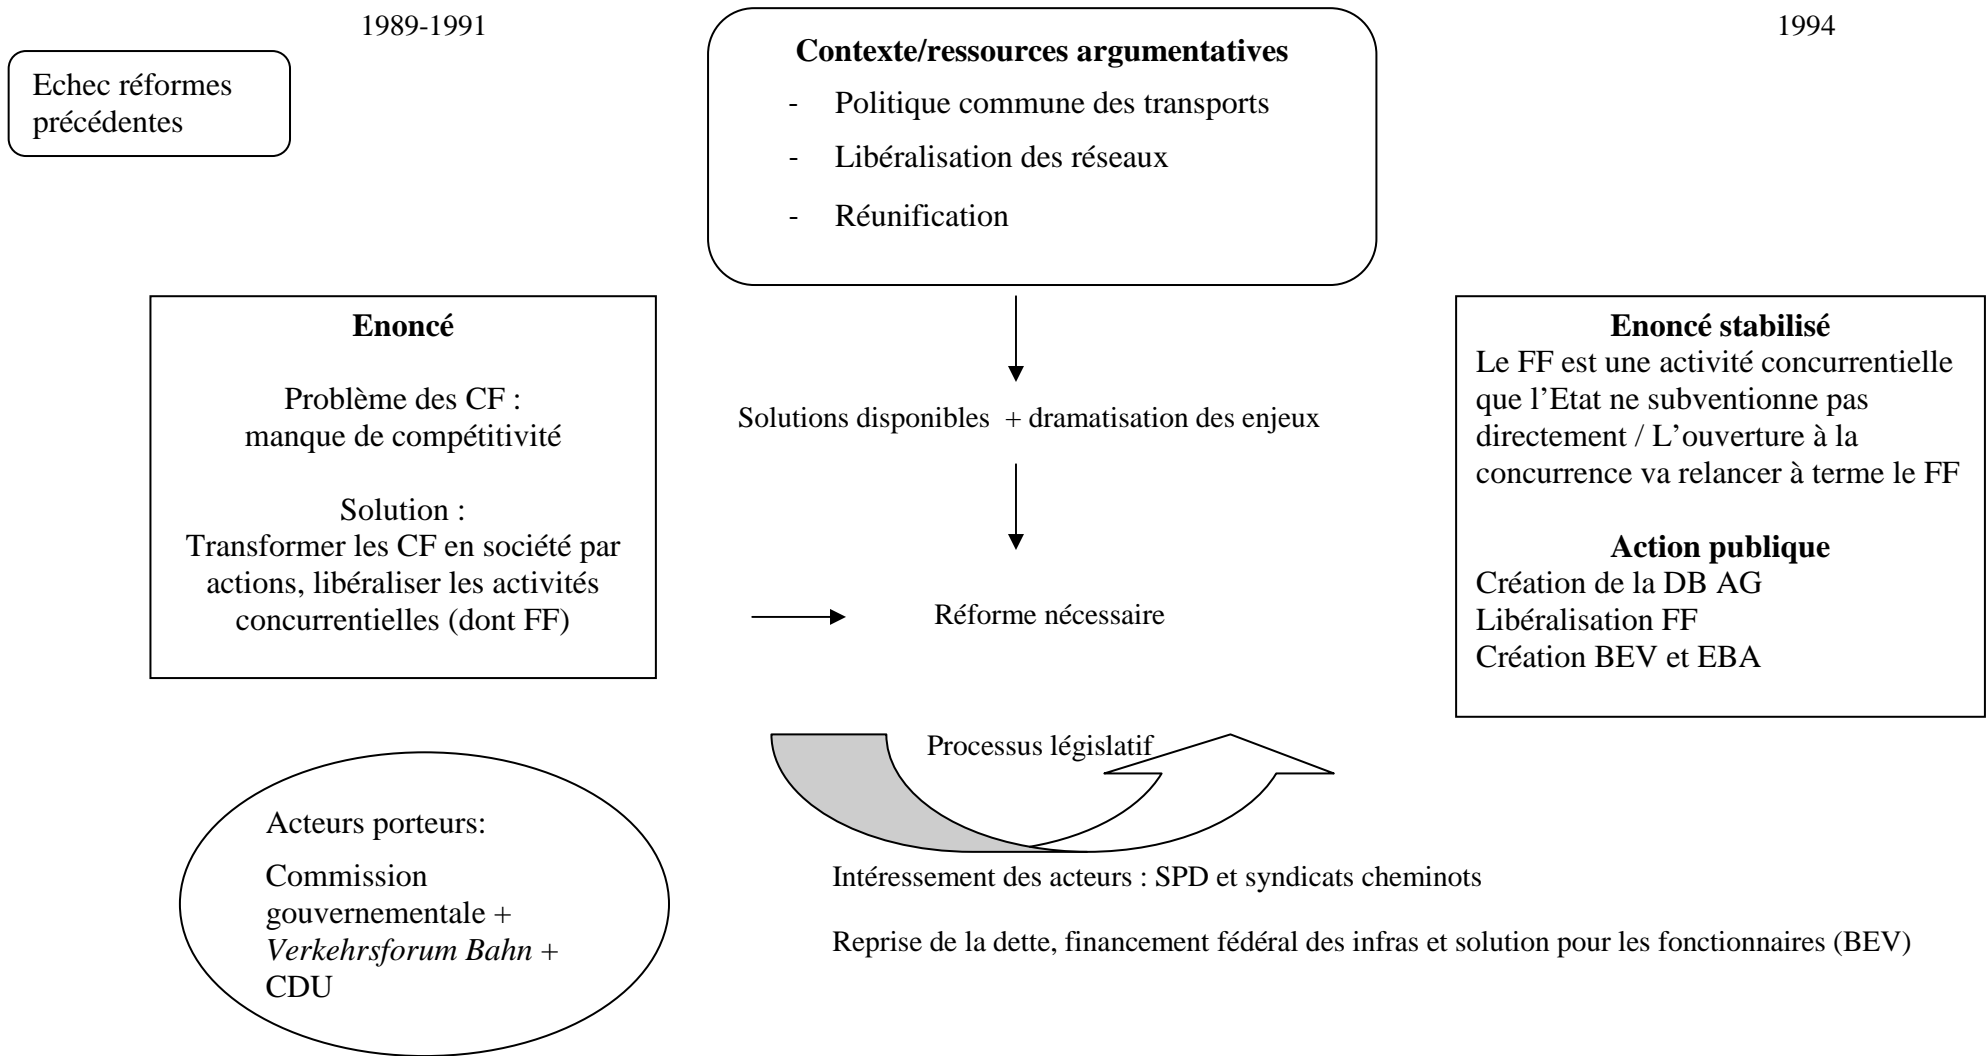 1989-1991
1994
Echec réformes
précédentes
Contexte/ressources argumentatives
- Politique commune des transports
- Libéralisation des réseaux
- Réunification
Enoncé
Problème des CF :
manque de compétitivité
Solution :
Transformer les CF en société par
actions, libéraliser les activités
concurrentielles (dont FF)
Solutions disponibles + dramatisation des enjeux
Réforme nécessaire
Enoncé stabilisé
Le FF est une activité concurrentielle
que l’Etat ne subventionne pas
directement / L’ouverture à la
concurrence va relancer à terme le FF
Action publique
Création de la DB AG
Libéralisation FF
Création BEV et EBA
Processus législatif
Acteurs porteurs:
Commission
gouvernementale +
Verkehrsforum Bahn +
CDU
Intéressement des acteurs : SPD et syndicats cheminots
Reprise de la dette, financement fédéral des infras et solution pour les fonctionnaires (BEV)